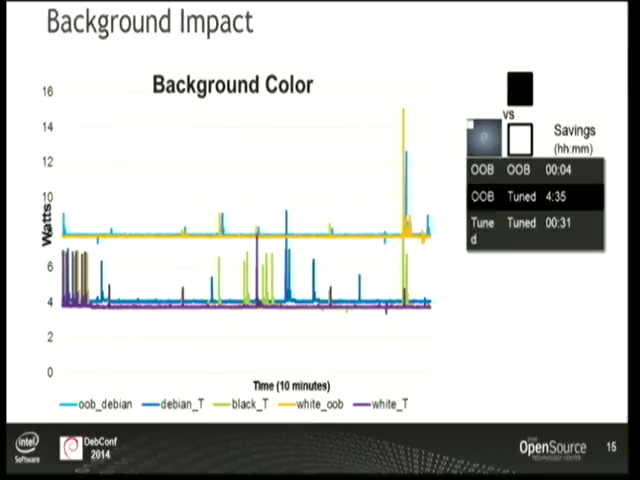 Background Impact
Background Color
16
14
12
10
6
4
2
0
Watts
Time (10 minutes)
oob_debian debian_T black_T white_oob white_T
vs
Savings
(hh:mm)
OOB OOB 00:04
OOB Tuned 4:35
Tune
d Tuned 00:31
intel
Software
DebConf
2014
OpenSource
TECHNOLOGY CENTER
15